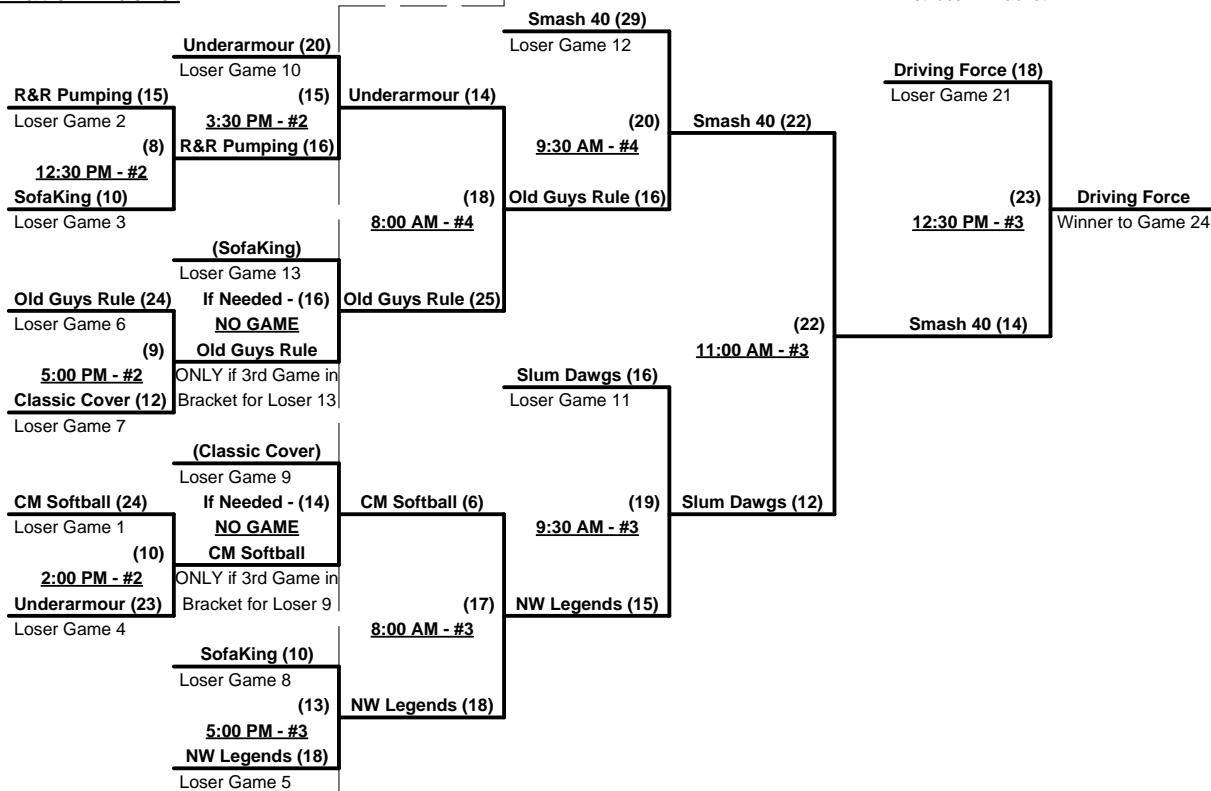 Smash 40 (29)
Loser Game 12
Underarmour (20)
Loser Game 10
Driving Force (18)
Loser Game 21
R&R Pumping (15)
Loser Game 2
(15)
3:30 PM - #2
Underarmour (14)
(20)
9:30 AM - #4
Smash 40 (22)
(8)
12:30 PM - #2
R&R Pumping (16)
SofaKing (10)
Loser Game 3
(18)
8:00 AM - #4
Old Guys Rule (16)
(23)
12:30 PM - #3
Driving Force
Winner to Game 24
(SofaKing)
Loser Game 13
Old Guys Rule (24)
Loser Game 6
If Needed - (16)
NO GAME
Old Guys Rule (25)
(9)
5:00 PM - #2
Old Guys Rule
ONLY if 3rd Game in
Bracket for Loser 13
(22)
11:00 AM - #3
Smash 40 (14)
Classic Cover (12)
Loser Game 7
Slum Dawgs (16)
Loser Game 11
(Classic Cover)
Loser Game 9
CM Softball (24)
Loser Game 1
If Needed - (14)
NO GAME
CM Softball (6)
(19)
9:30 AM - #3
Slum Dawgs (12)
(10)
2:00 PM - #2
CM Softball
ONLY if 3rd Game in
Bracket for Loser 9
Underarmour (23)
Loser Game 4
(17)
8:00 AM - #3
NW Legends (15)
SofaKing (10)
Loser Game 8
(13)
5:00 PM - #3
NW Legends (18)
NW Legends (18)
Loser Game 5